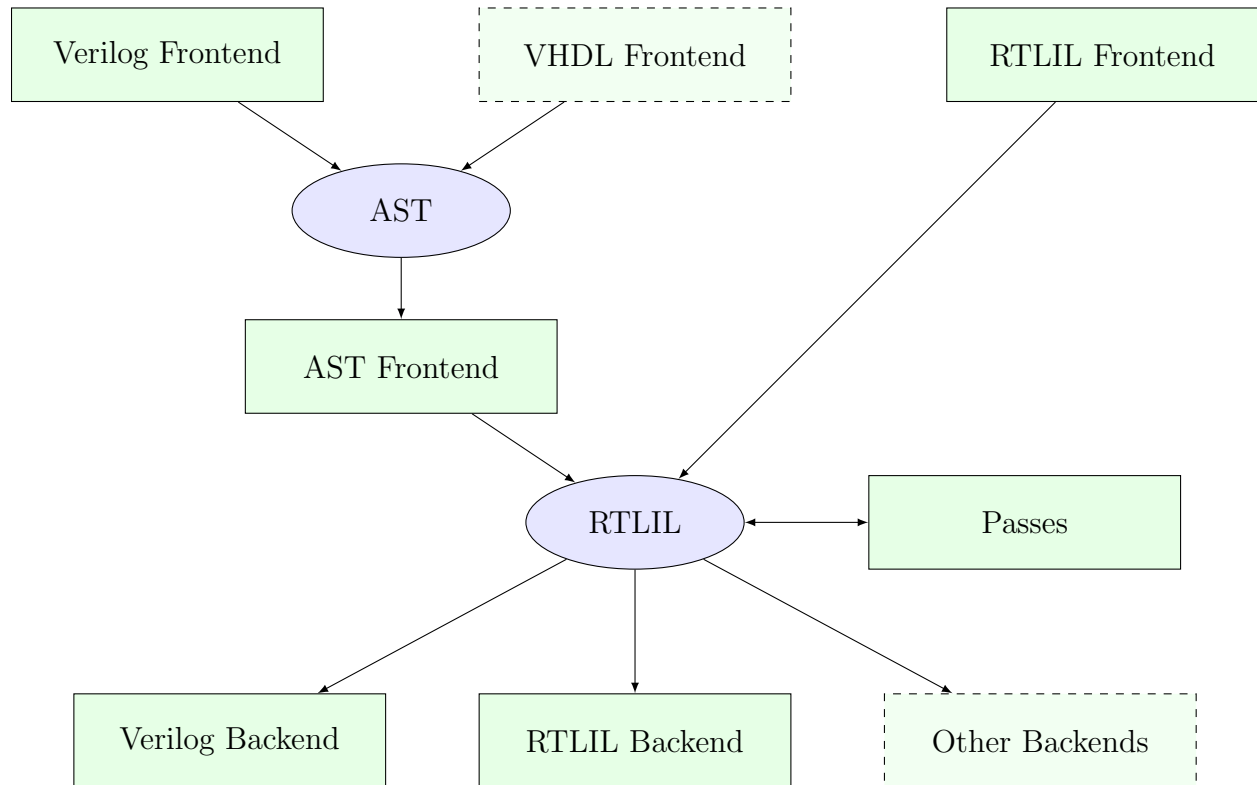 Verilog Frontend
VHDL Frontend
RTLIL Frontend
AST
AST Frontend
RTLIL
Passes
Verilog Backend
RTLIL Backend
Other Backends